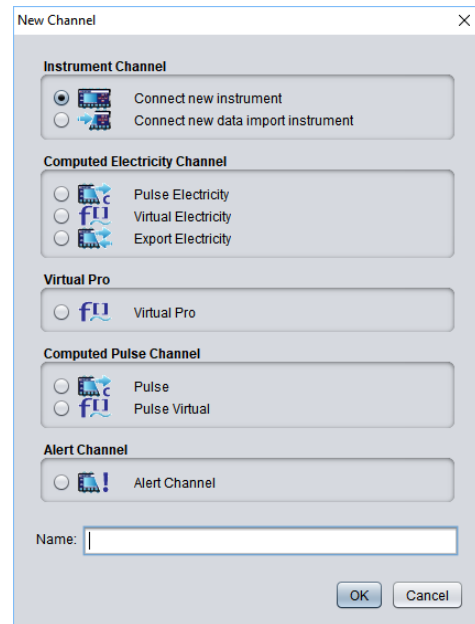 New Channel
Instrument Channel
Connect new instrument
Connect new data import instrument
Computed Electricity Channel
Pulse Electricity
Virtual Electricity
Export Electricity
Virtual Pro
Virtual Pro
Computed Pulse Channel
Pulse
Pulse Virtual
Alert Channel
Alert Channel
Name:
OK Cancel